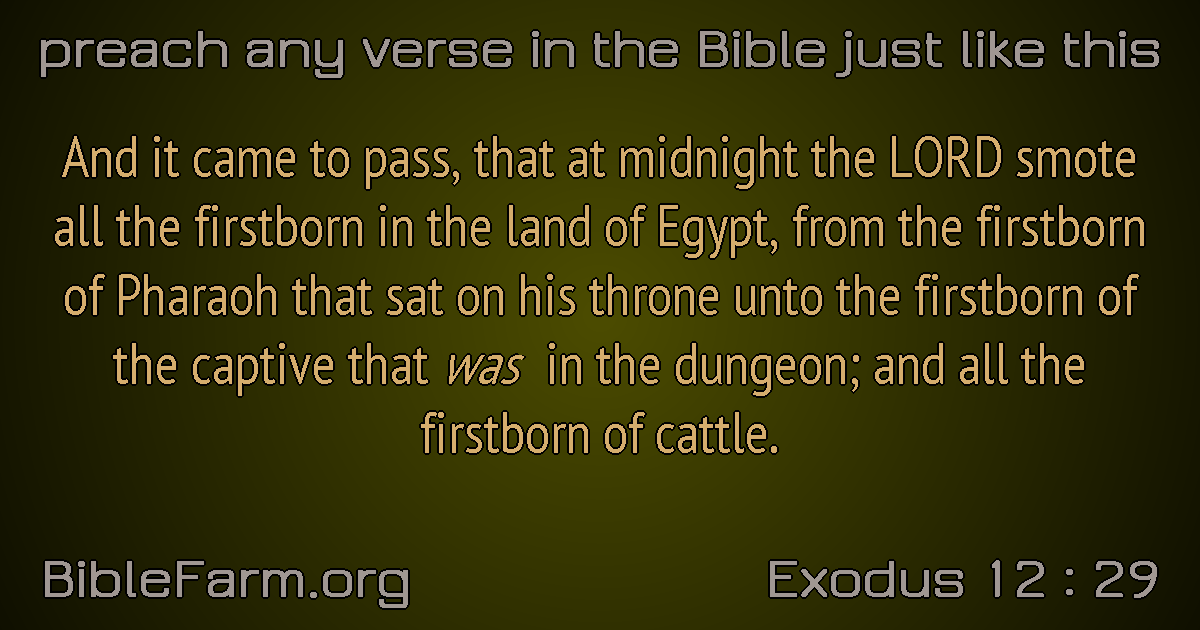 preach any verse in the Bible just like this
And it came to pass, that at midnight the LORD smote
all the firstborn in the land of Egypt, from the firstborn
of Pharaoh that sat on his throne unto the firstborn of
the captive that was in the dungeon; and all the
firstborn of cattle.
BibleFarm.org
Exodus 12 : 29